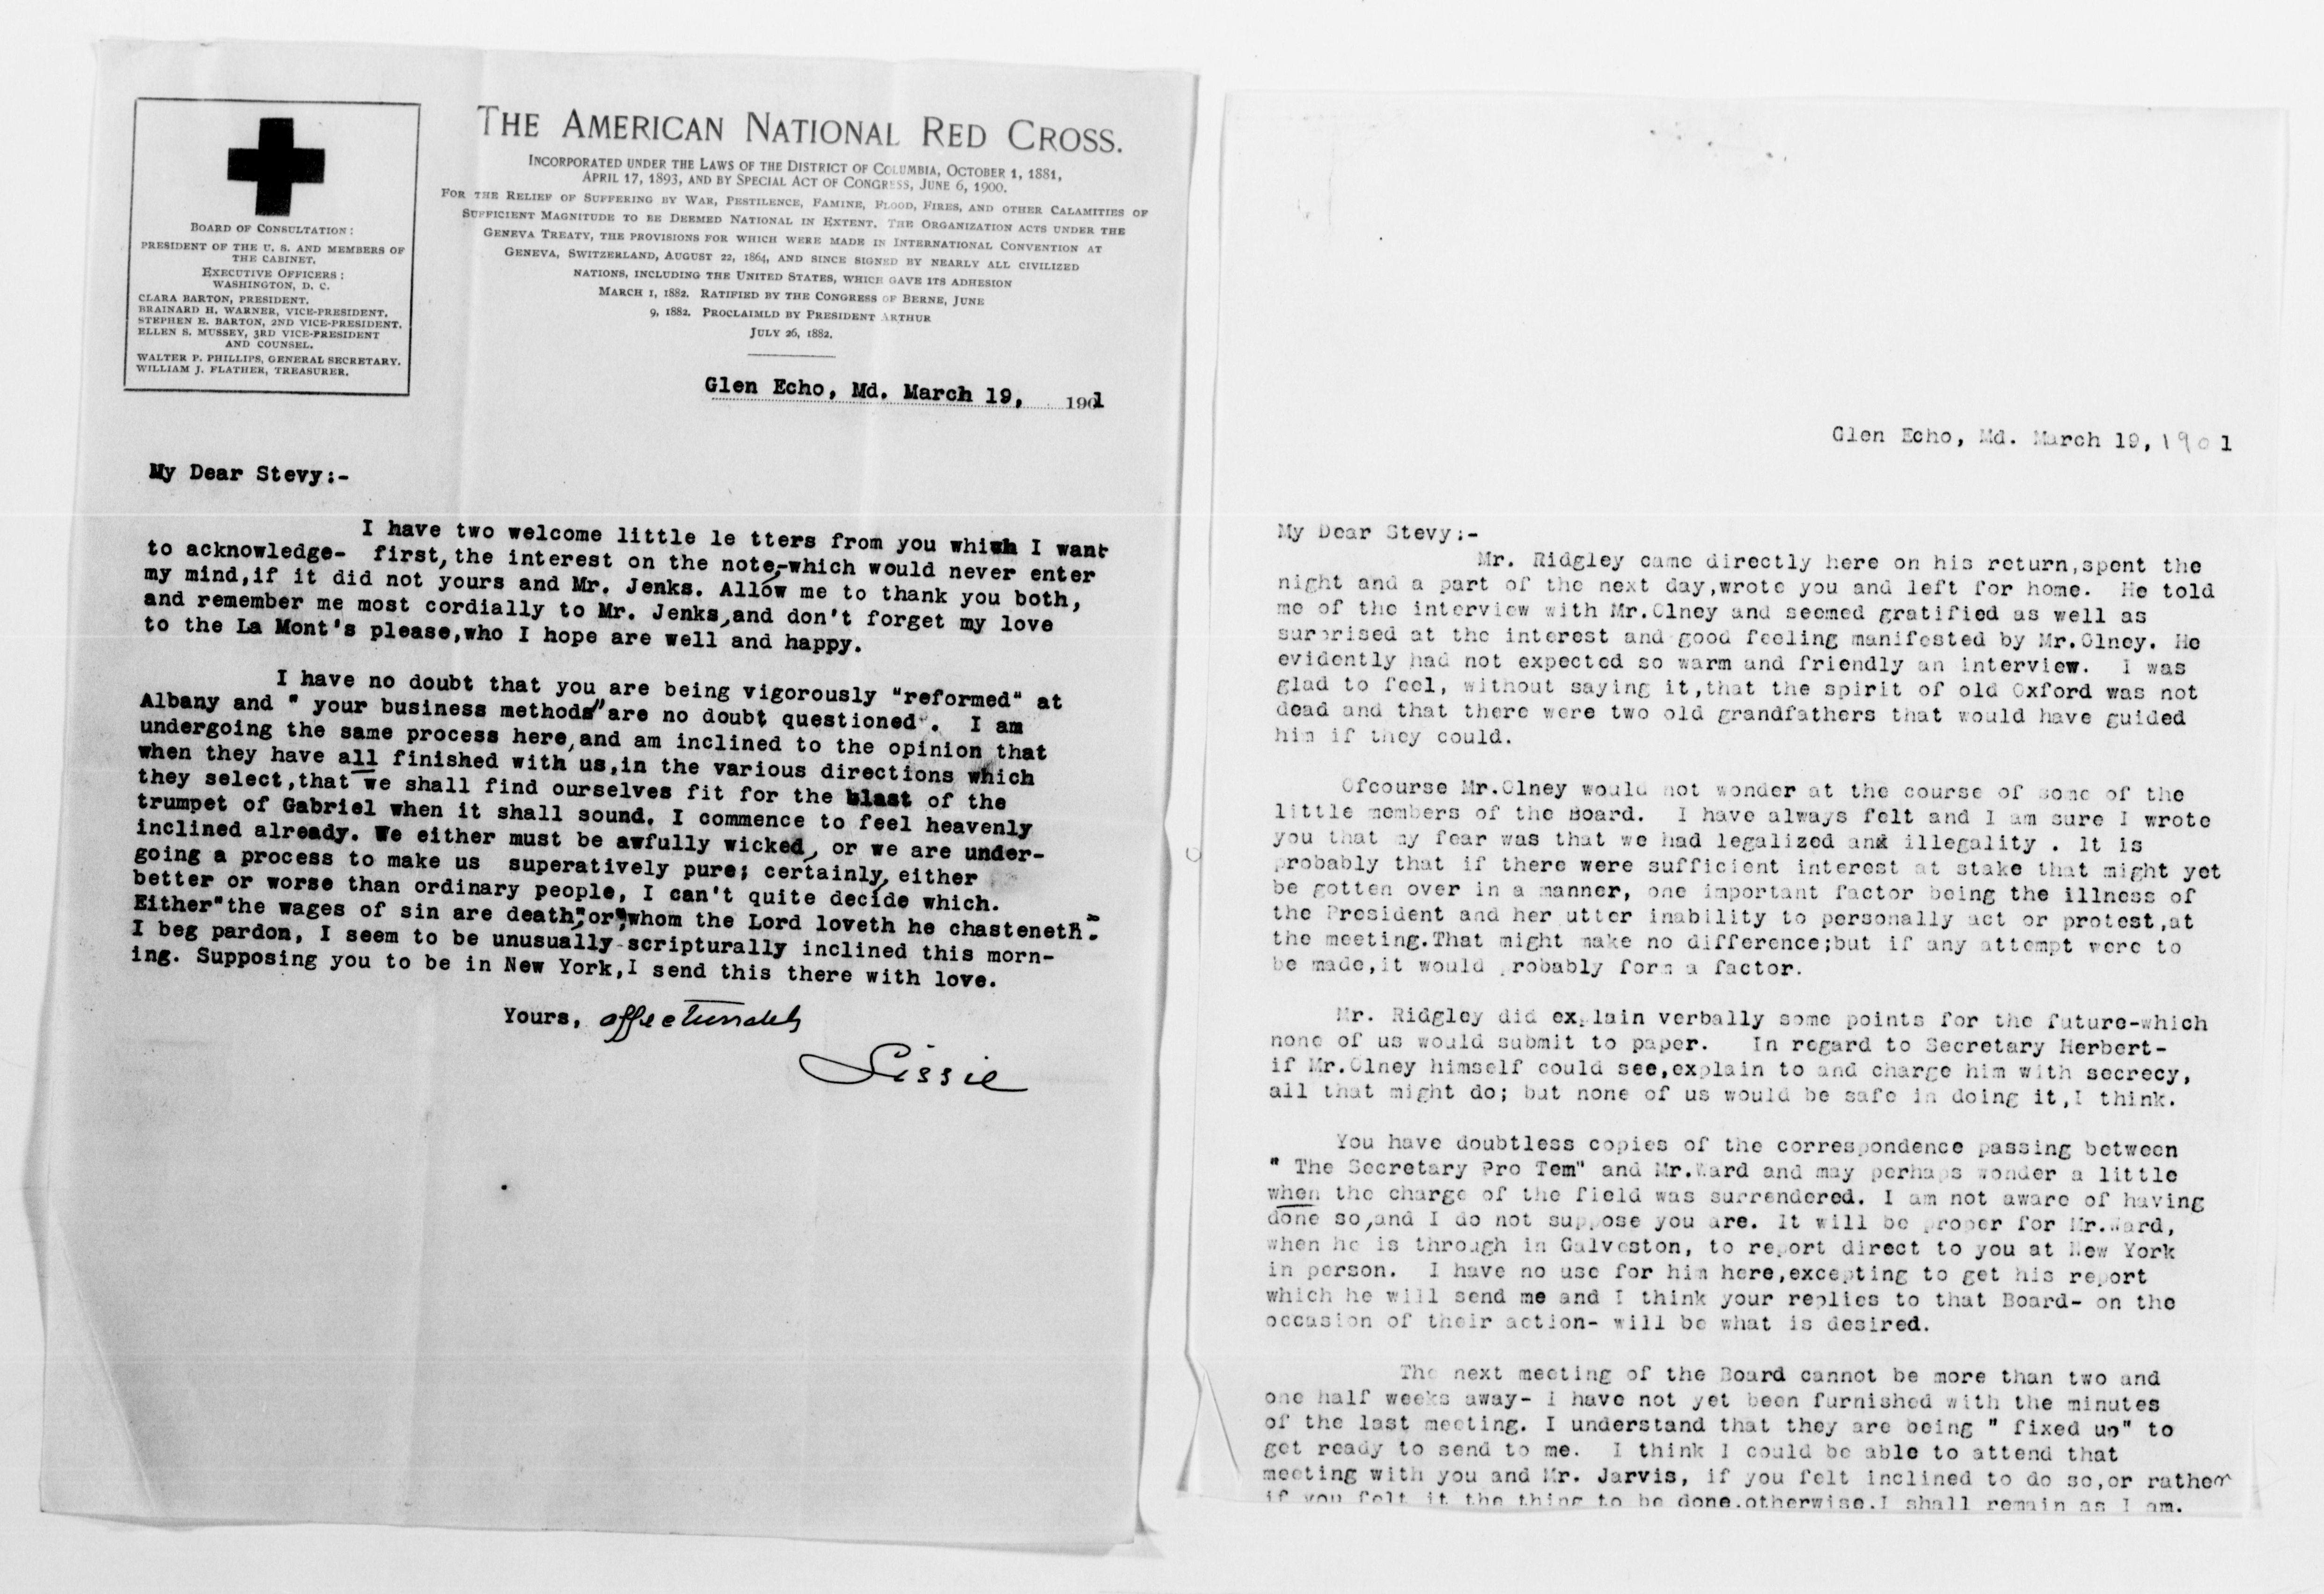 THE AMERICAN NATIONAL RED CROSS.
INCORPORATED UNDER THE LAWS OF THE DISTRICT OF COLUMBIA, OCTOBER 1, 1881,
APRIL 17, 1893, AND BY SPECIAL ACT OF CONGRESS, JUNE 6, 1900.
FOR THE RELIEF OF SUFFERING BY WAR, PESTILENCE, FAMINE, FLOOD, FIRES, AND OTHER CALAMITIES OF
SUFFICIENT MAGNITUDE TO BE DEEMED NATIONAL IN EXTENT. THE ORGANIZATION ACTS UNDER THE
GENEVA TREATY, THE PROVISIONS FOR WHICH WERE MADE IN INTERNATIONAL CONVENTION AT
GENEVA, SWITZERLAND, AUGUST 22, 1864, AND SINCE SIGNED BY NEARLY ALL CIVILIZED
NATIONS, INCLUDING THE UNITED STATES, WHICH GAVE ITS ADHESION
MARCH 1, 1882. RATIFIED BY THE CONGRESS OF BERNE, JUNE
9, 1882. PROCLAIMED BY PRESIDENT ARTHUR
JULY 26, 1882.
BOARD OF CONSULTATION:
PRESIDENT OF THE U. S. AND MEMBERS OF
THE CABINET.
EXECUTIVE OFFICERS:
WASHINGTON, D. C.
CLARA BARTON, PRESIDENT.
BRAINARD H. WARNER, VICE-PRESIDENT.
STEPHEN E. BARTON, 2ND VICE-PRESIDENT.
ELLEN S. MUSSEY, 3RD VICE-PRESIDENT
AND COUNSEL.
WALTER P. PHILLIPS, GENERAL SECRETARY.
WILLIAM J. FLATHER, TREASURER.
Glen Echo, Md. March 19, 1901
My Dear Stevy:-
I have two welcome little le tters from you which I want
to acknowledge- first, the interest on the note,-which would never enter
my mind,if it did not yours and Mr. Jenks. Allow me to thank you both,
and remember me most cordially to Mr. Jenks,and don't forget my love
to the La Mont's please,who I hope are well and happy.
I have no doubt that you are being vigorously "reformed" at
Albany and " your business methods"are no doubt questioned". I am
undergoing the same process here,and am inclined to the opinion that
when they have all finished with us,in the various directions which
they select,that we shall find ourselves fit for the blast of the
trumpet of Gabriel when it shall sound. I commence to feel heavenly
inclined already. We either must be awfully wicked, or we are under-
going a process to make us superatively pure; certainly, either
better or worse than ordinary people, I can't quite decide which.
Either"the wages of sin are death",or,"whom the Lord loveth he chasteneth".
I beg pardon, I seem to be unusually-scripturally inclined this morn-
ing. Supposing you to be in New York,I send this there with love.
Yours, affectionately
Sissie
Glen Echo, Md. March 19, 1901
My Dear Stevy:-
Mr. Ridgley came directly here on his return,spent the
night and a part of the next day,wrote you and left for home. He told
me of the interview with Mr.Olney and seemed gratified as well as
surprised at the interest and good feeling manifested by Mr.Olney. He
evidently had not expected so warm and friendly an interview. I was
glad to feel, without saying it,that the spirit of old Oxford was not
dead and that there were two old grandfathers that would have guided
him if they could.
Ofcourse Mr.Olney would not wonder at the course of some of the
little members of the Board. I have always felt and I am sure I wrote
you that my fear was that we had legalized anx illegality . It is
probably that if there were sufficient interest at stake that might yet
be gotten over in a manner, one important factor being the illness of
the President and her utter inability to personally act or protest,at
the meeting.That might make no difference;but if any attempt were to
be made,it would probably form a factor.
Mr. Ridgley did explain verbally some points for the future-which
none of us would submit to paper. In regard to Secretary Herbert-
if Mr.Olney himself could see,explain to and charge him with secrecy,
all that might do; but none of us would be safe in doing it,I think.
You have doubtless copies of the correspondence passing between
" The Secretary Pro Tem" and Mr.Ward and may perhaps wonder a little
when the charge of the field was surrendered. I am not aware of having
done so,and I do not suppose you are. It will be proper for Mr.Ward,
when he is through in Galveston, to report direct to you at New York
in person. I have no use for him here,excepting to get his report
which he will send me and I think your replies to that Board- on the
occasion of their action- will be what is desired.
The next meeting of the Board cannot be more than two and
one half weeks away- I have not yet been furnished with the minutes
of the last meeting. I understand that they are being " fixed up" to
get ready to send to me. I think I could be able to attend that
meeting with you and Mr. Jarvis, if you felt inclined to do so,or rather
if you felt it the thing to be done.otherwise.I shall remain as I am.